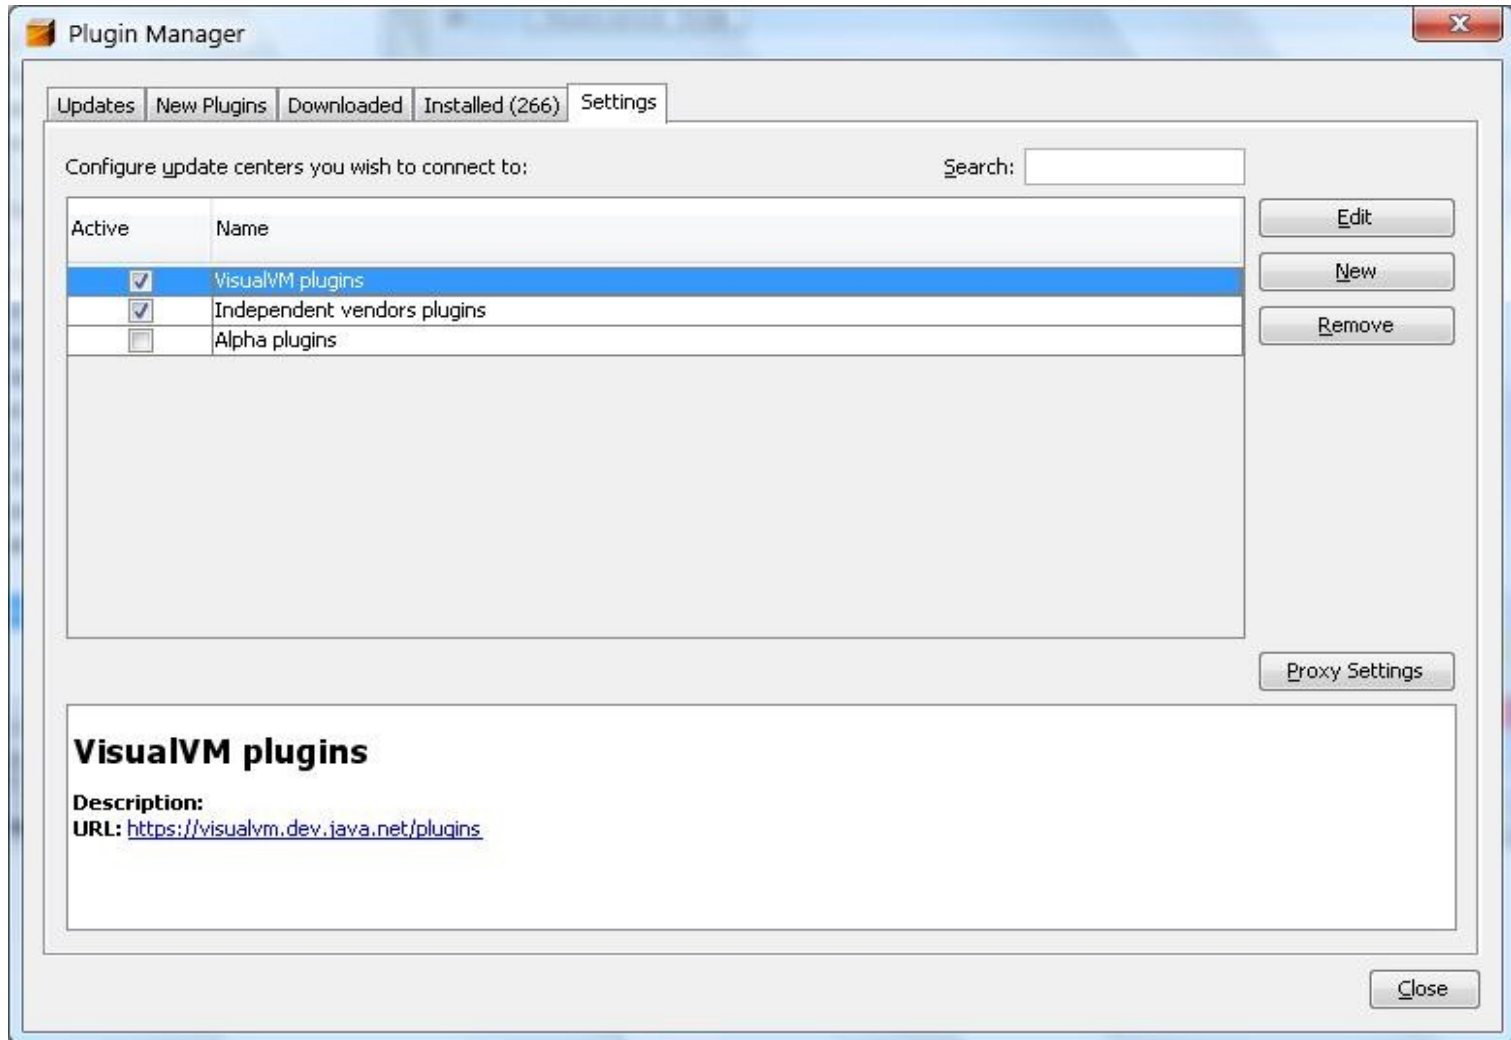 Plugin Manager
Updates New Plugins Downloaded Installed (266) Settings
Configure update centers you wish to connect to: Search:
Active Name Edit
VisualVM plugins New
Independent vendors plugins
Alpha plugins Remove
Proxy Settings
VisualVM plugins
Description:
URL: https://visualvm.dev.java.net/plugins
Close